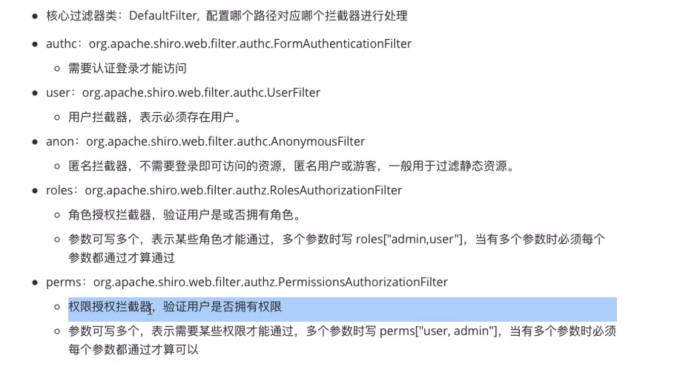 核心过滤器类：DefaultFilter, 配置哪个路径对应哪个拦截器进行处理
authc：org.apache.shiro.web.filter.authc.FormAuthenticationFilter
需要认证登录才能访问
user：org.apache.shiro.web.filter.authc.UserFilter
用户拦截器，表示必须存在用户。
anon：org.apache.shiro.web.filter.authc.AnonymousFilter
匿名拦截器，不需要登录即可访问的资源，匿名用户或游客，一般用于过滤静态资源。
roles：org.apache.shiro.web.filter.authz.RolesAuthorizationFilter
角色授权拦截器，验证用户是或否拥有角色。
参数可写多个，表示某些角色才能通过，多个参数时写 roles["admin,user"]，当有多个参数时必须每个
参数都通过才算通过
perms：org.apache.shiro.web.filter.authz.PermissionsAuthorizationFilter
权限授权拦截器，验证用户是否拥有权限
参数可写多个，表示需要某些权限才能通过，多个参数时写 perms["user, admin"]，当有多个参数时必须
每个参数都通过才算可以